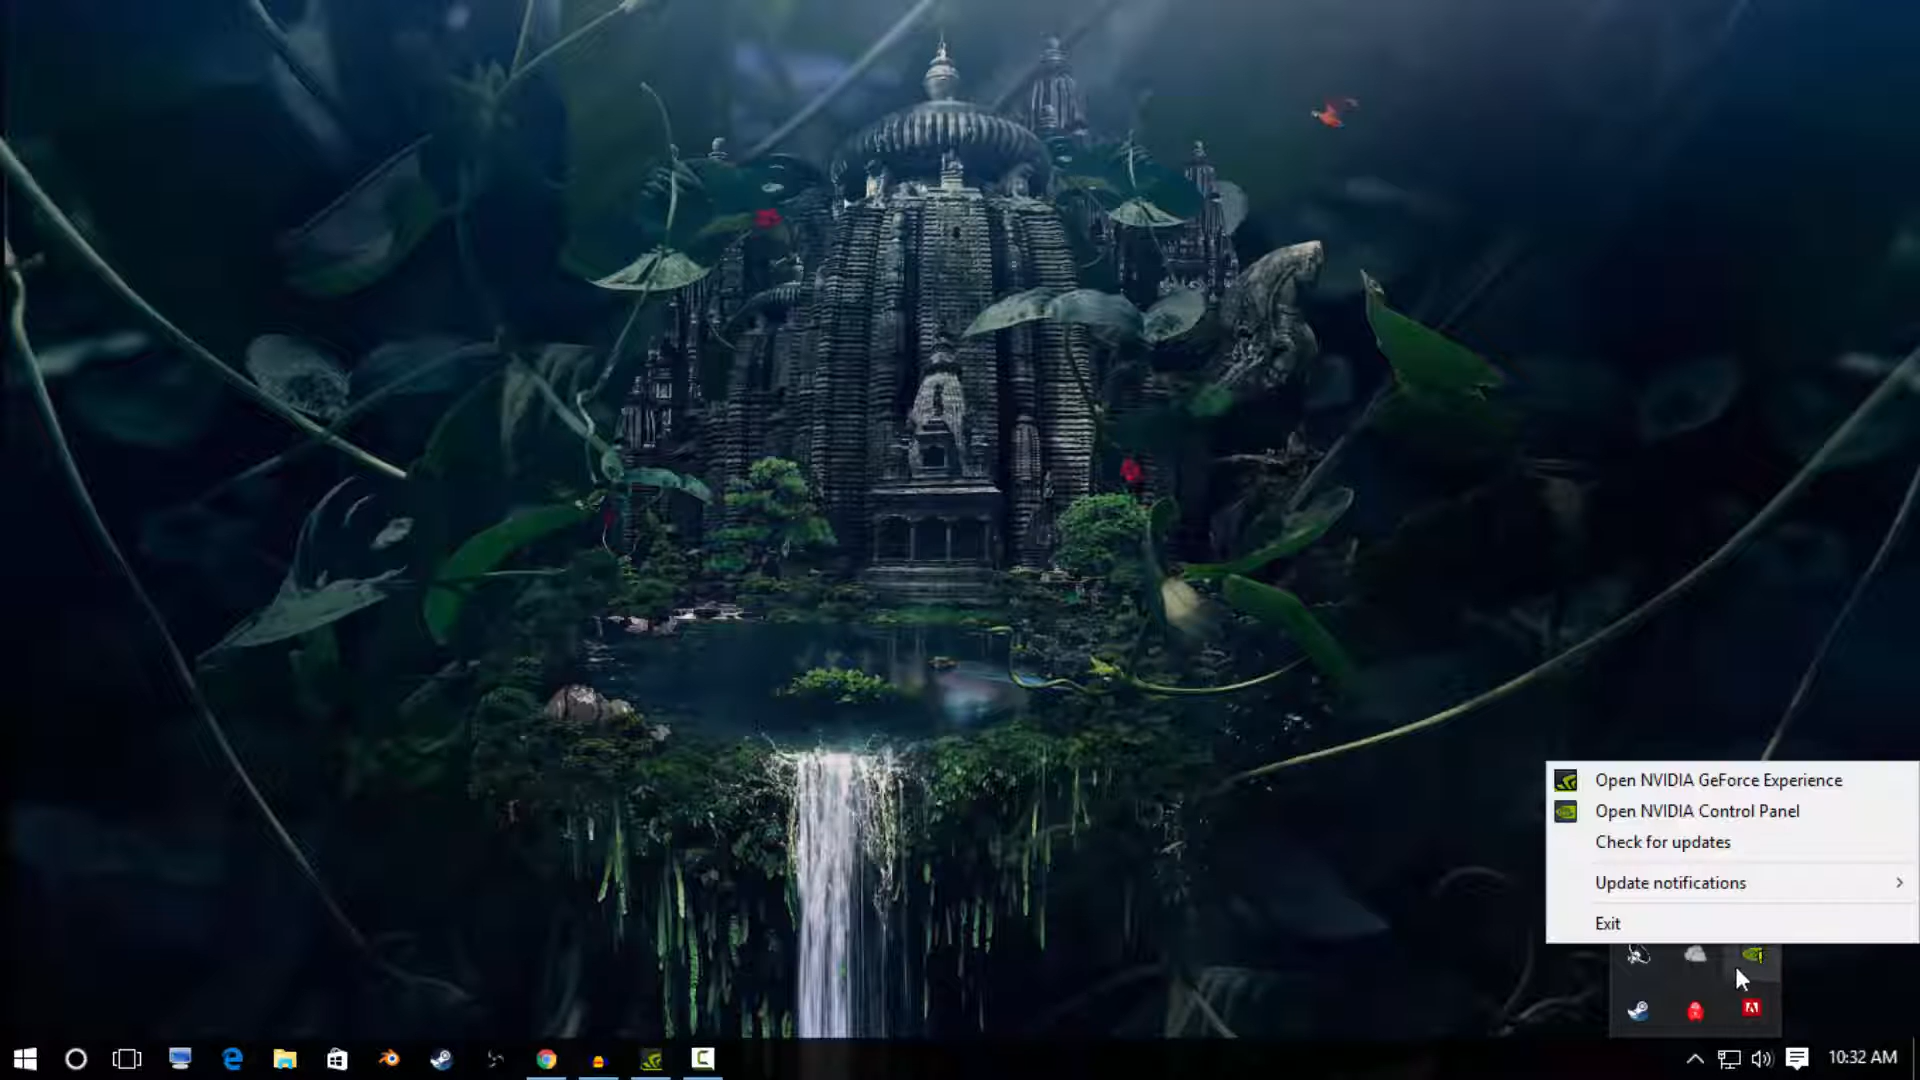 Open NVIDIA GeForce Experience
Open NVIDIA Control Panel
Check for updates
Update notifications
Exit
10:32 AM